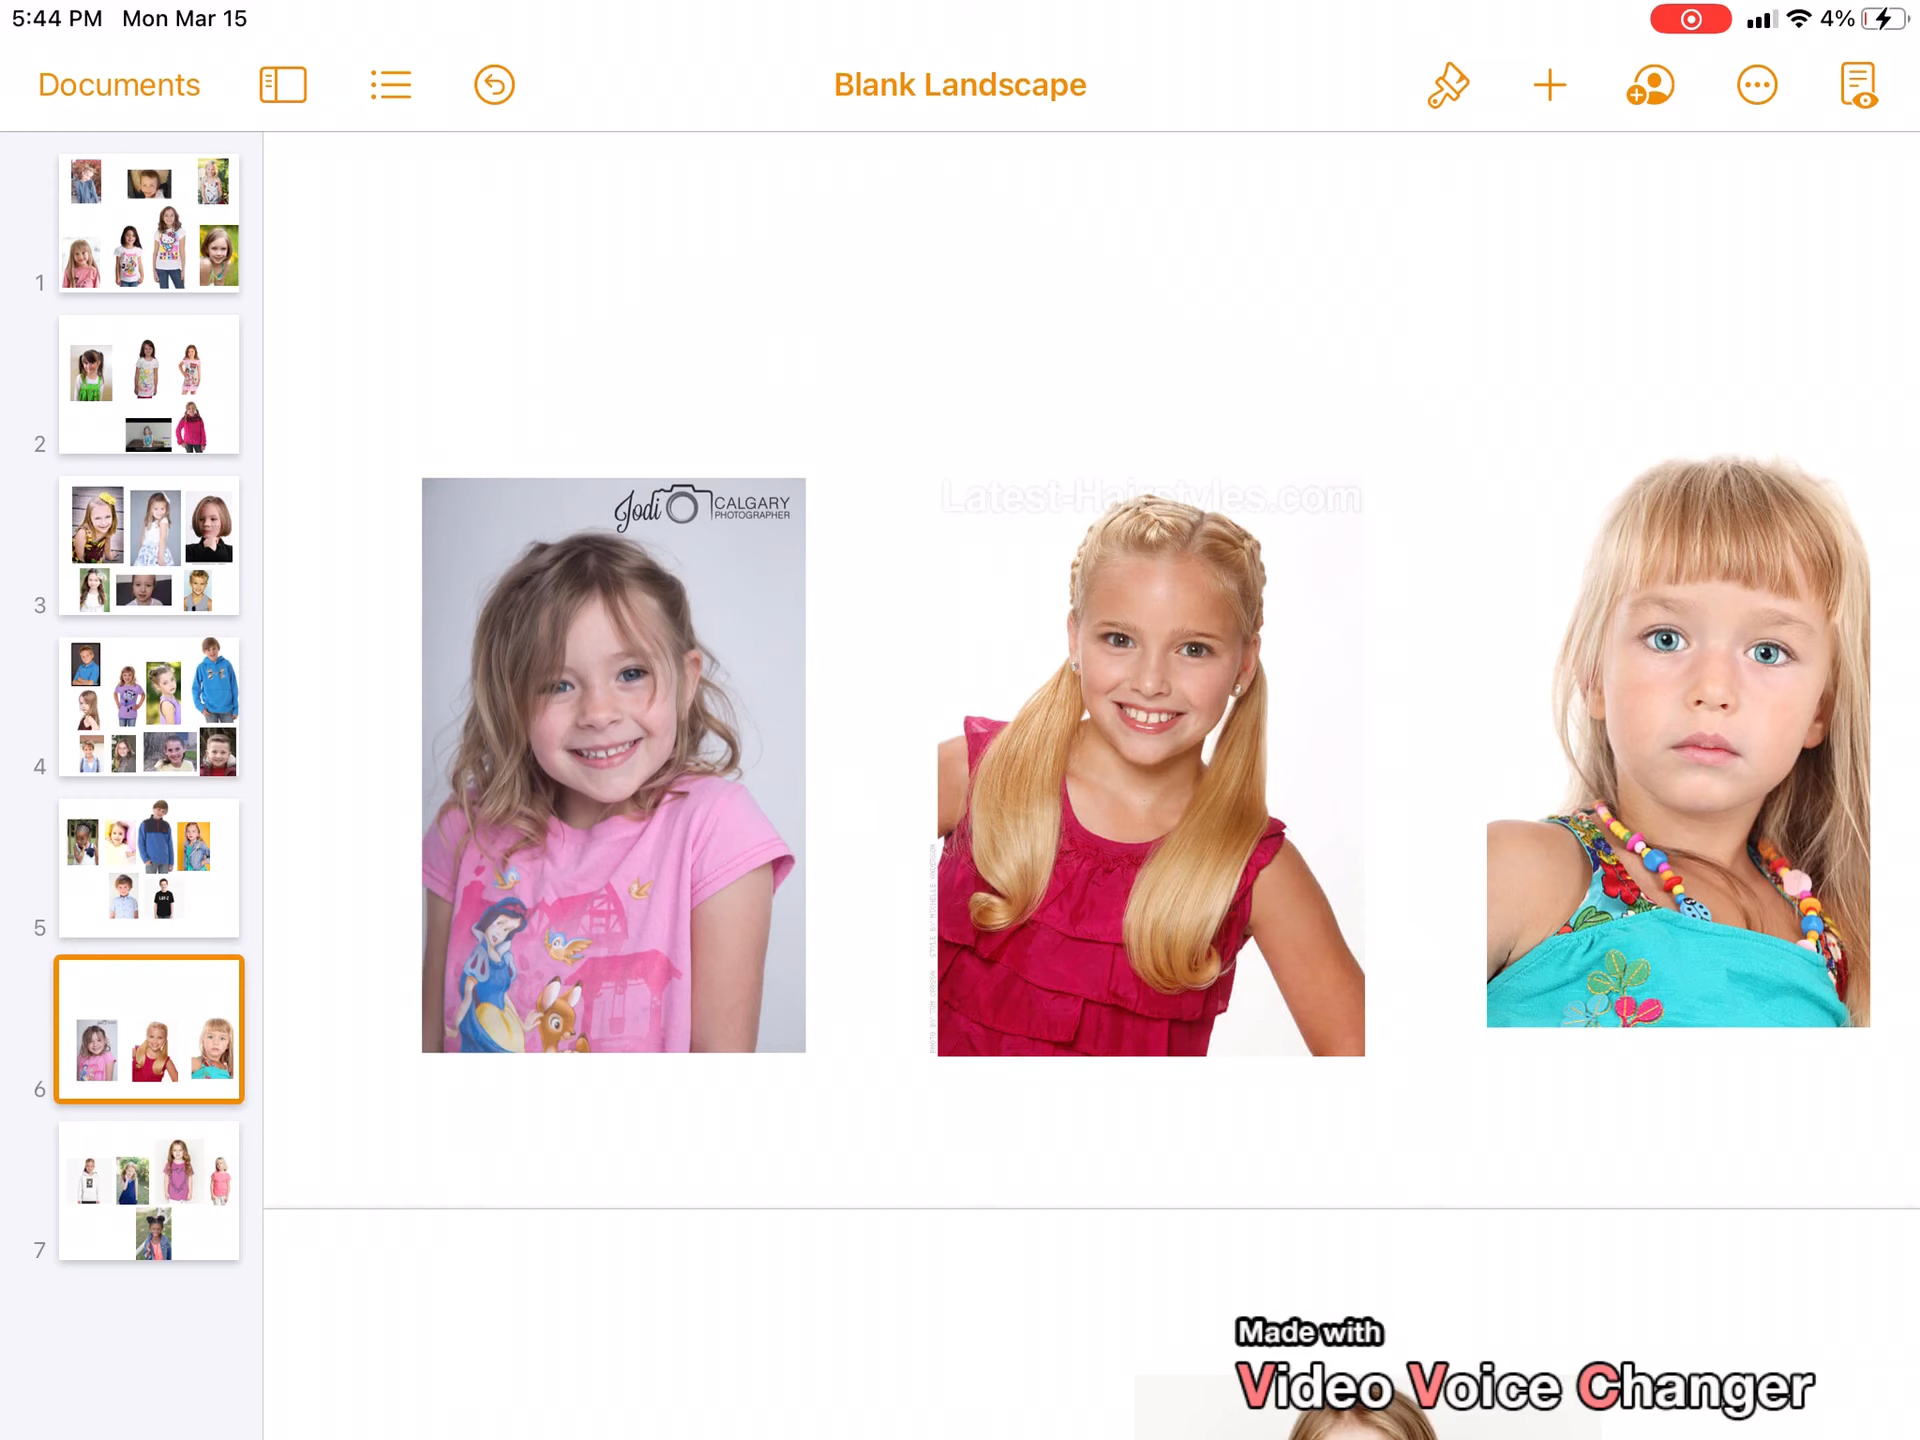 5:44 PM Mon Mar 15
4%
Documents
Blank Landscape
1
2
3
4
5
6
7
Jodi CALGARY
PHOTOGRAPHER
Latest-Hairstyles.com
Made with
Video Voice Changer